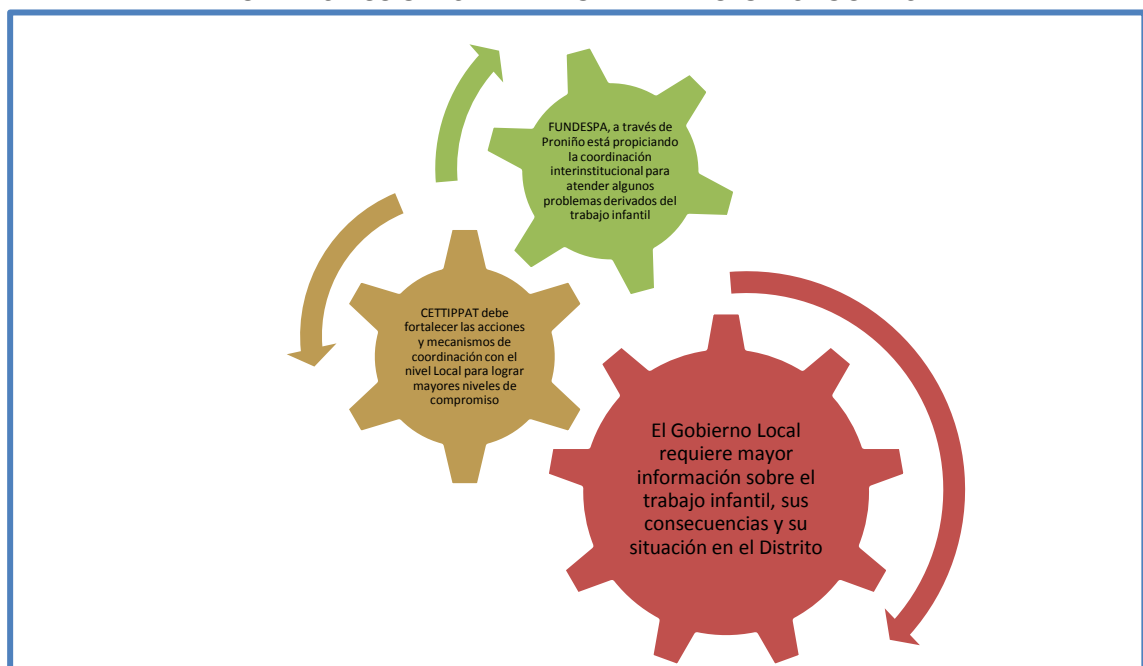 FUNDESPA, a través de
Proniño está propiciando
la coordinación
interinstitucional para
atender algunos
problemas derivados del
trabajo infantil
CETTIPPAT debe
fortalecer las acciones
y mecanismos de
coordinación con el
nivel Local para lograr
mayores niveles de
compromiso
El Gobierno Local
requiere mayor
información sobre el
trabajo infantil, sus
consecuencias y su
situación en el Distrito